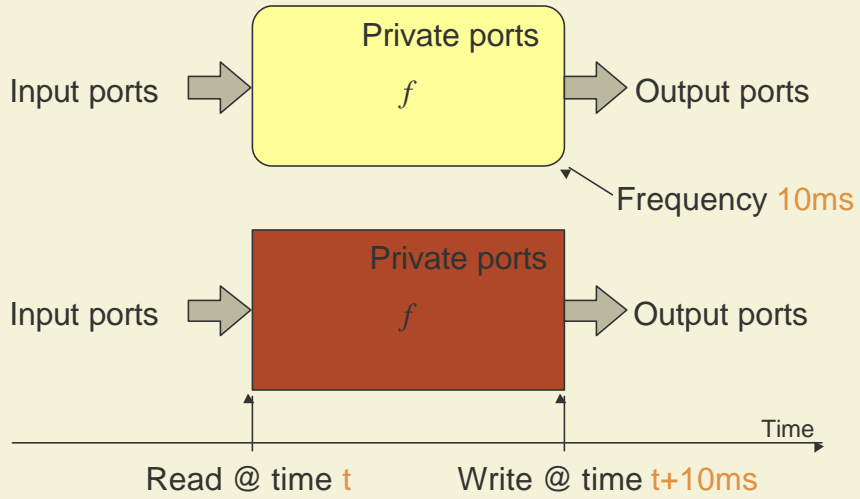 Private ports
Input ports
f
Output ports
Frequency 10ms
Private ports
Input ports
f
Output ports
Time
Read @ time t
Write @ time t+10ms